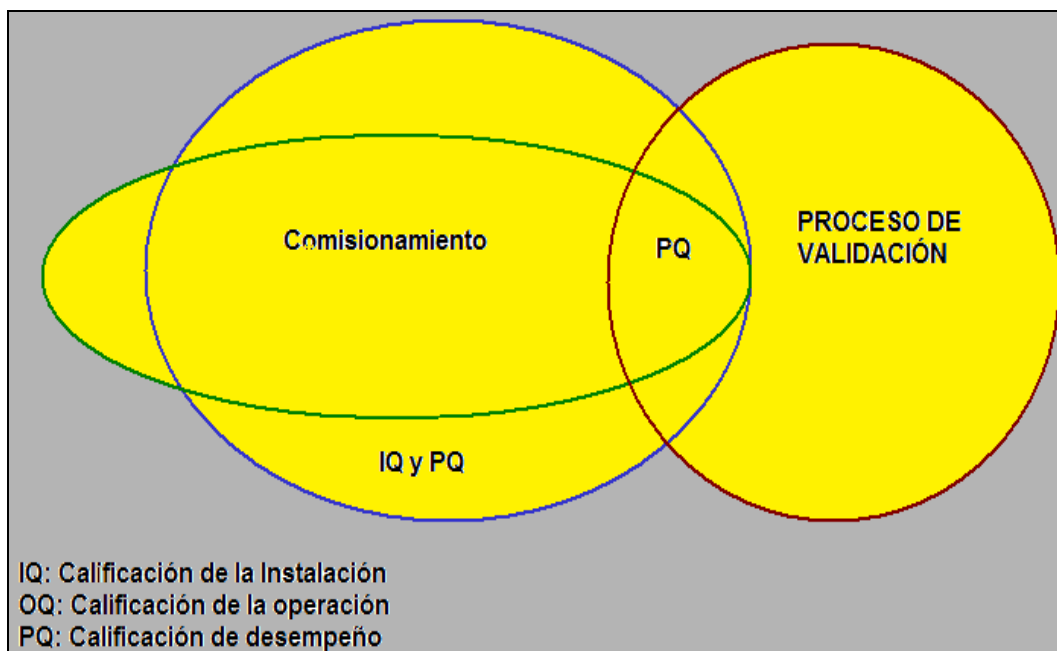 Comisionamiento
PQ
PROCESO DE
VALIDACIÓN
IQ y PQ
IQ: Calificación de la Instalación
OQ: Calificación de la operación
PQ: Calificación de desempeño